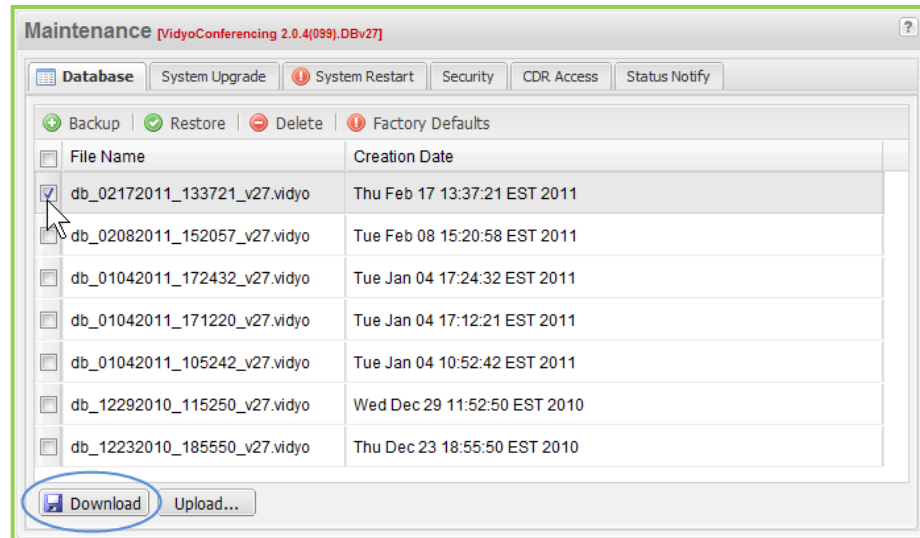 Maintenance [VidyoConferencing 2.0.4(099).DBv27] ?
Database System Upgrade System Restart Security CDR Access Status Notify
Backup Restore Delete Factory Defaults
File Name Creation Date
db_02172011_133721_v27.vidyo Thu Feb 17 13:37:21 EST 2011
db_02082011_152057_v27.vidyo Tue Feb 08 15:20:58 EST 2011
db_01042011_172432_v27.vidyo Tue Jan 04 17:24:32 EST 2011
db_01042011_171220_v27.vidyo Tue Jan 04 17:12:21 EST 2011
db_01042011_105242_v27.vidyo Tue Jan 04 10:52:42 EST 2011
db_12292010_115250_v27.vidyo Wed Dec 29 11:52:50 EST 2010
db_12232010_185550_v27.vidyo Thu Dec 23 18:55:50 EST 2010
Download Upload...